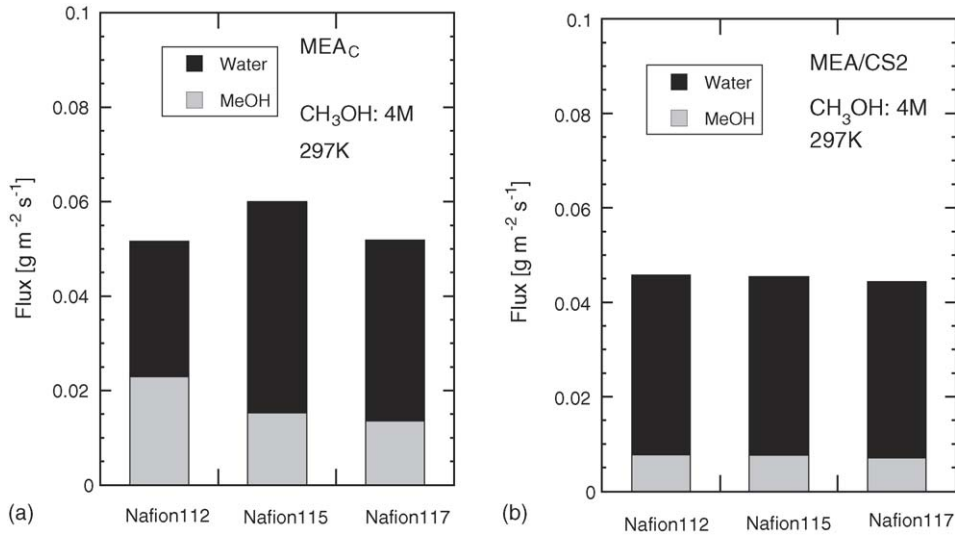 0.1
0.08
0.06
0.04
0.02
0
Flux [g m⁻² s⁻¹]
Water
MeOH
MEA_C
CH₃OH: 4M
297K
Nafion112
Nafion115
Nafion117
(a)
0.1
0.08
0.06
0.04
0.02
0
Flux [g m⁻² s⁻¹]
Water
MeOH
MEA/CS2
CH₃OH: 4M
297K
Nafion112
Nafion115
Nafion117
(b)